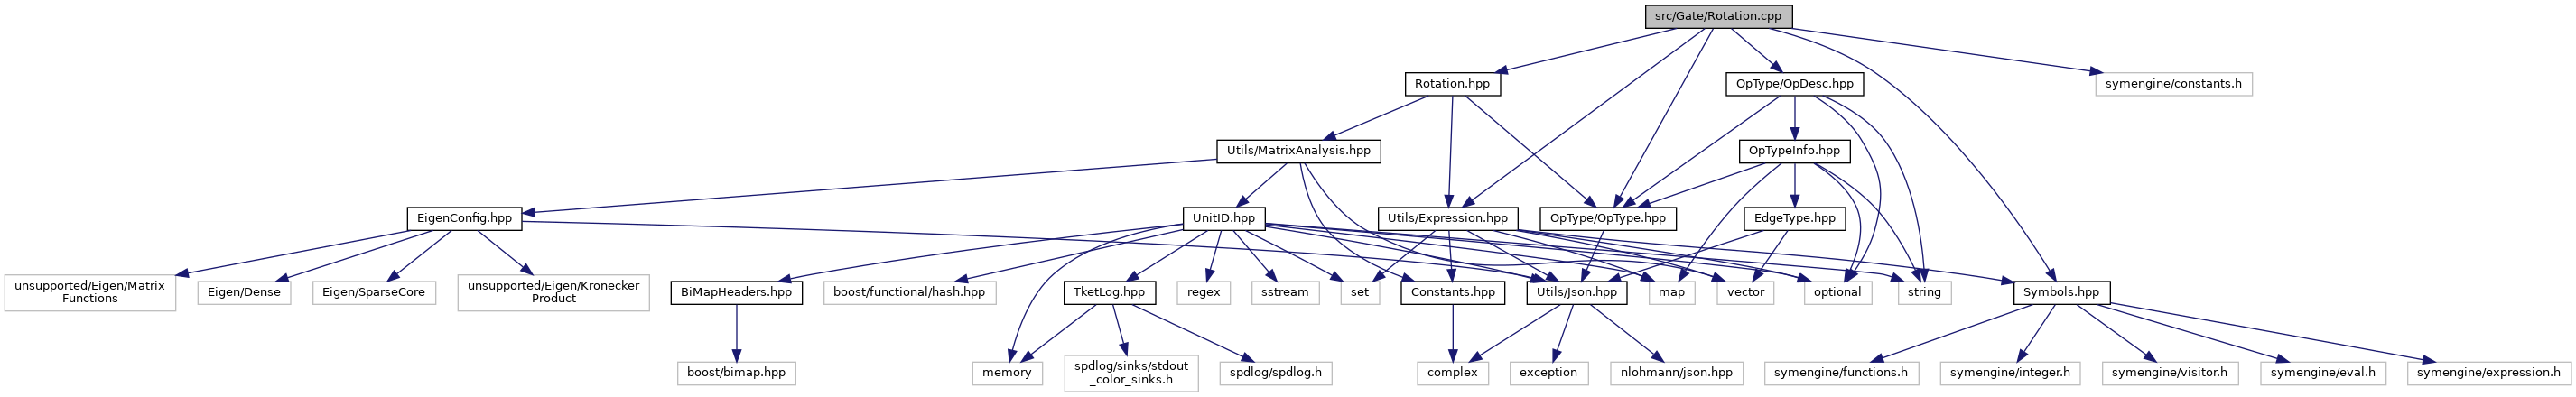 src/Gate/Rotation.cpp
Rotation.hpp
OpType/OpDesc.hpp
symengine/constants.h
Utils/MatrixAnalysis.hpp
OpTypeInfo.hpp
EigenConfig.hpp
UnitID.hpp
Utils/Expression.hpp
OpType/OpType.hpp
EdgeType.hpp
unsupported/Eigen/Matrix
Functions
Eigen/Dense
Eigen/SparseCore
unsupported/Eigen/Kronecker
Product
BiMapHeaders.hpp
boost/functional/hash.hpp
TketLog.hpp
regex
sstream
set
Constants.hpp
Utils/Json.hpp
map
vector
optional
string
Symbols.hpp
boost/bimap.hpp
memory
spdlog/sinks/stdout
_color_sinks.h
spdlog/spdlog.h
complex
exception
nlohmann/json.hpp
symengine/functions.h
symengine/integer.h
symengine/visitor.h
symengine/eval.h
symengine/expression.h